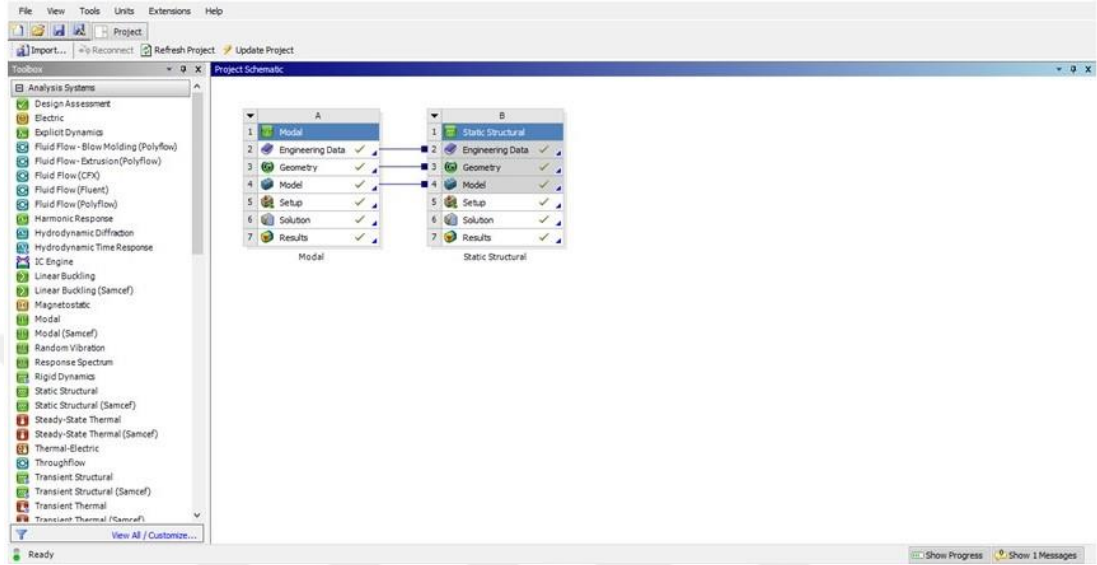 File View Tools Units Extensions Help
Project
Import... Reconnect Refresh Project Update Project
Toolbox
Analysis Systems
Design Assessment
Electric
Explicit Dynamics
Fluid Flow - Blow Molding (Polyflow)
Fluid Flow - Extrusion (Polyflow)
Fluid Flow (CFX)
Fluid Flow (Fluent)
Fluid Flow (Polyflow)
Harmonic Response
Hydrodynamic Diffraction
Hydrodynamic Time Response
IC Engine
Linear Buckling
Linear Buckling (Samcef)
Magnetostatic
Modal
Modal (Samcef)
Random Vibration
Response Spectrum
Rigid Dynamics
Static Structural
Static Structural (Samcef)
Steady-State Thermal
Steady-State Thermal (Samcef)
Thermal-Electric
Throughflow
Transient Structural
Transient Structural (Samcef)
Transient Thermal
Transient Thermal (Samcef)
View All / Customize...
Project Schematic
A
1 Modal
2 Engineering Data
3 Geometry
4 Model
5 Setup
6 Solution
7 Results
Modal
B
1 Static Structural
2 Engineering Data
3 Geometry
4 Model
5 Setup
6 Solution
7 Results
Static Structural
Ready
Show Progress Show 1 Messages